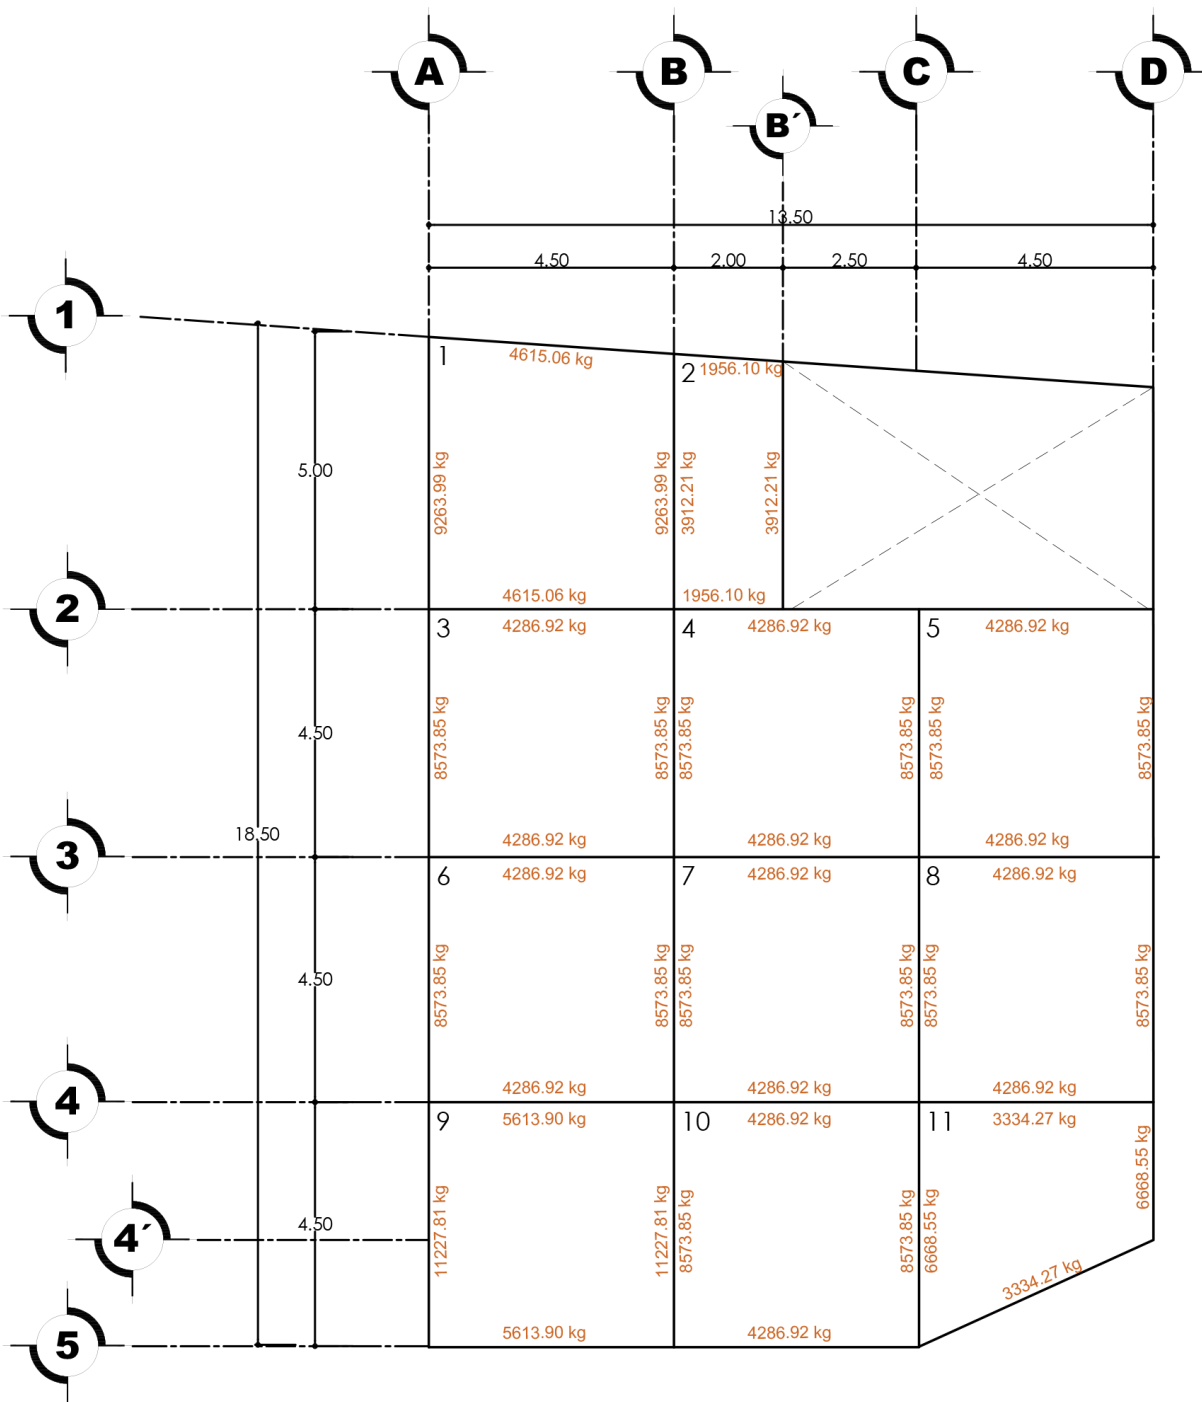 A
B
C
D
B´
13.50
4.50
2.00
2.50
4.50
1
1
4615.06 kg
2
1956.10 kg
5.00
9263.99 kg
9263.99 kg
3912.21 kg
3912.21 kg
4615.06 kg
1956.10 kg
2
3
4286.92 kg
4
4286.92 kg
5
4286.92 kg
4.50
8573.85 kg
8573.85 kg
8573.85 kg
8573.85 kg
8573.85 kg
8573.85 kg
18.50
4286.92 kg
4286.92 kg
4286.92 kg
3
6
4286.92 kg
7
4286.92 kg
8
4286.92 kg
4.50
8573.85 kg
8573.85 kg
8573.85 kg
8573.85 kg
8573.85 kg
8573.85 kg
4286.92 kg
4286.92 kg
4286.92 kg
4
9
5613.90 kg
10
4286.92 kg
11
3334.27 kg
6668.55 kg
4.50
4´
11227.81 kg
11227.81 kg
8573.85 kg
8573.85 kg
6668.55 kg
3334.27 kg
5613.90 kg
4286.92 kg
5